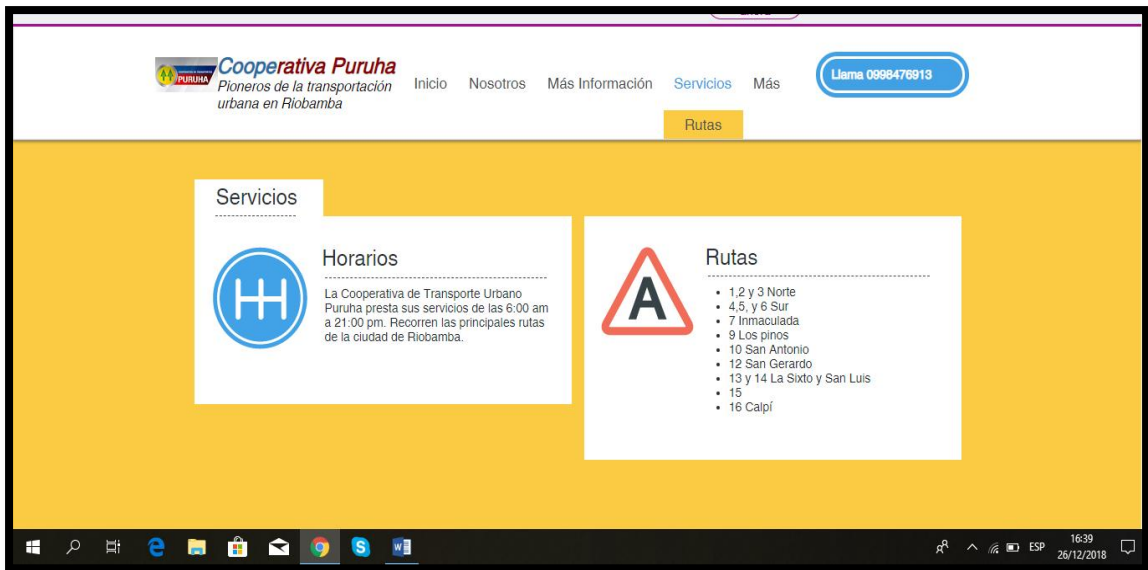 Cooperativa Puruha
PURUHA
Pioneros de la transportación
urbana en Riobamba
Inicio Nosotros Más Información Servicios Más
Llama 0998476913
Rutas
Servicios
Horarios
La Cooperativa de Transporte Urbano
Puruha presta sus servicios de las 6:00 am
a 21:00 pm. Recorren las principales rutas
de la ciudad de Riobamba.
A
Rutas
• 1,2 y 3 Norte
• 4,5, y 6 Sur
• 7 Inmaculada
• 9 Los pinos
• 10 San Antonio
• 12 San Gerardo
• 13 y 14 La Sixto y San Luis
• 15
• 16 Calpí
ESP
16:39
26/12/2018